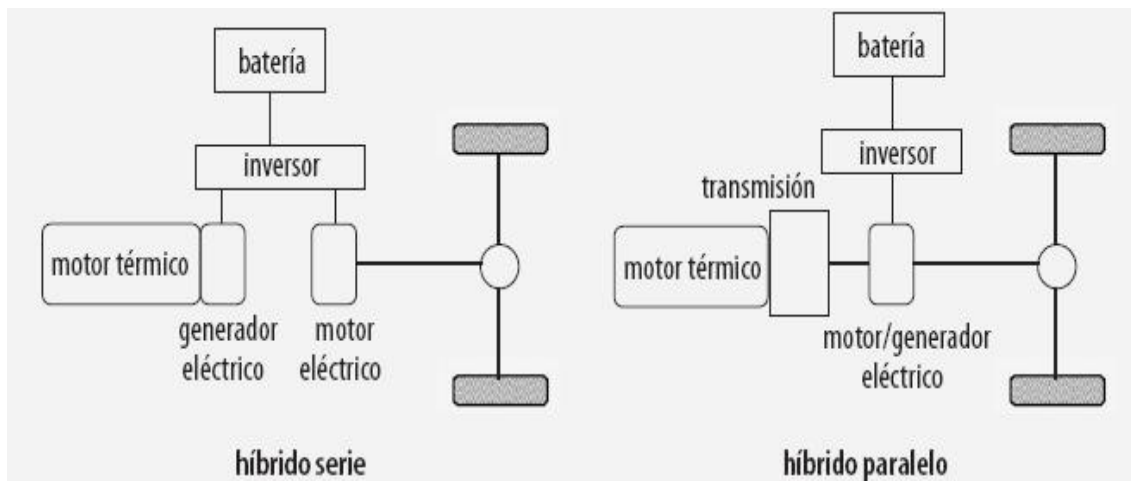 batería
inversor
motor térmico
generador
eléctrico
motor
eléctrico
híbrido serie
batería
inversor
transmisión
motor térmico
motor/generador
eléctrico
híbrido paralelo